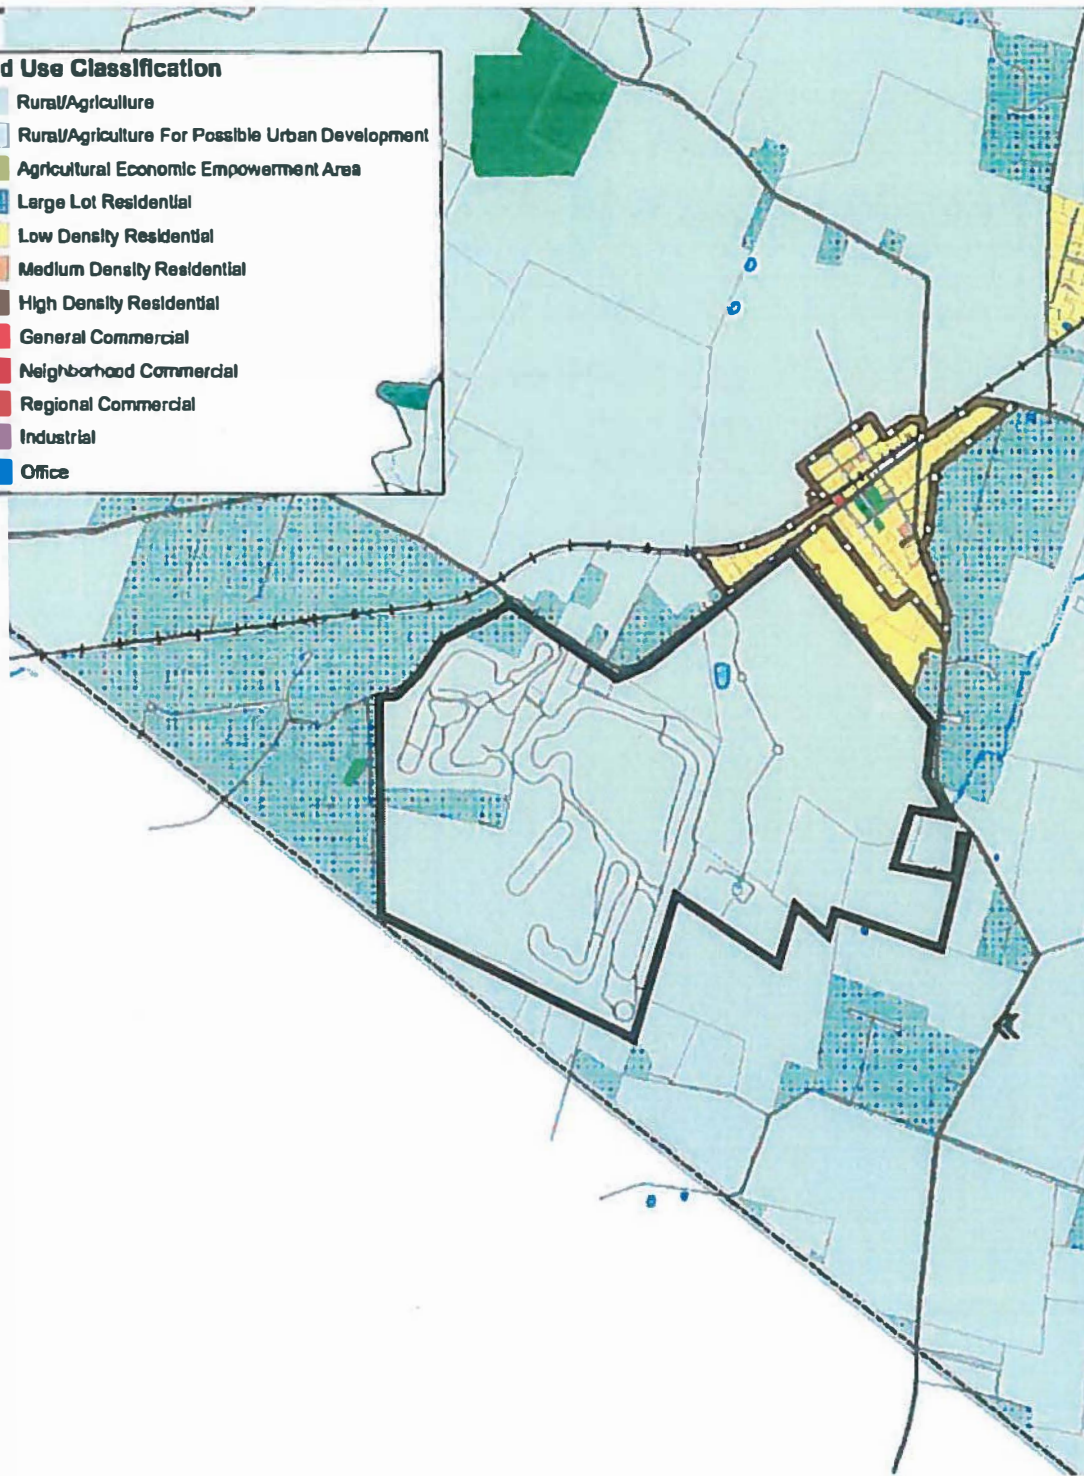 d Use Classification
Rural/Agriculture
Rural/Agriculture For Possible Urban Development
Agricultural Economic Empowerment Area
Large Lot Residential
Low Density Residential
Medium Density Residential
High Density Residential
General Commercial
Neighborhood Commercial
Regional Commercial
Industrial
Office